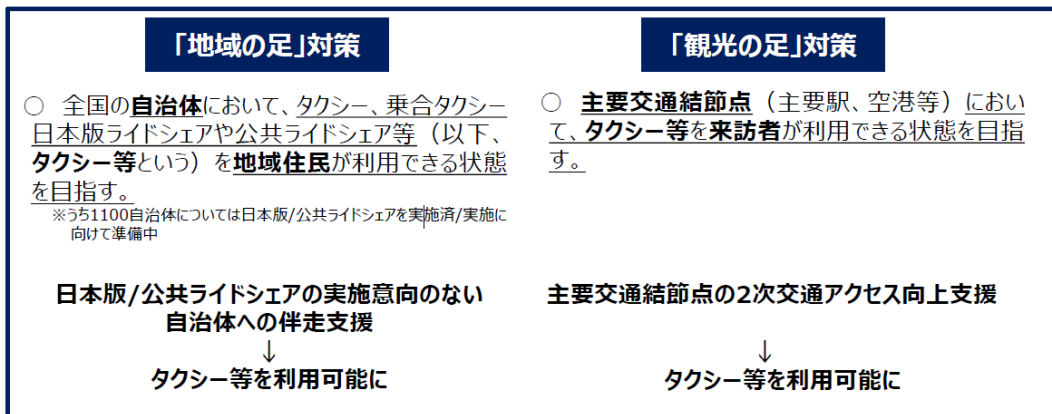 「地域の足」対策
○ 全国の自治体において、タクシー、乗合タクシー
日本版ライドシェアや公共ライドシェア等（以下、
タクシー等という）を地域住民が利用できる状態
を目指す。
※うち1100自治体については日本版/公共ライドシェアを実施済/実施に
向けて準備中
日本版/公共ライドシェアの実施意向のない
自治体への伴走支援
↓
タクシー等を利用可能に
「観光の足」対策
○ 主要交通結節点（主要駅、空港等）におい
て、タクシー等を来訪者が利用できる状態を目指
す。
主要交通結節点の2次交通アクセス向上支援
↓
タクシー等を利用可能に